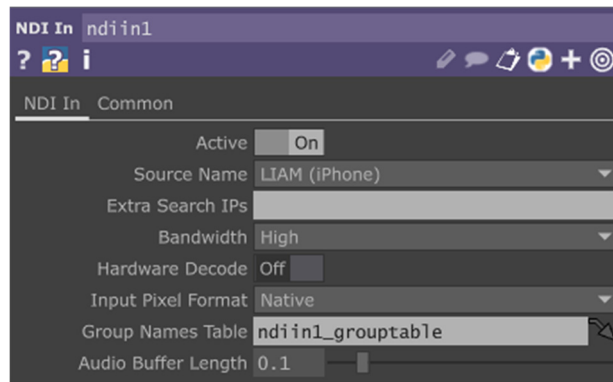 NDI In ndiin1
? ? i
NDI In Common
Active On
Source Name LIAM (iPhone)
Extra Search IPs
Bandwidth High
Hardware Decode Off
Input Pixel Format Native
Group Names Table ndiin1_grouptable
Audio Buffer Length 0.1